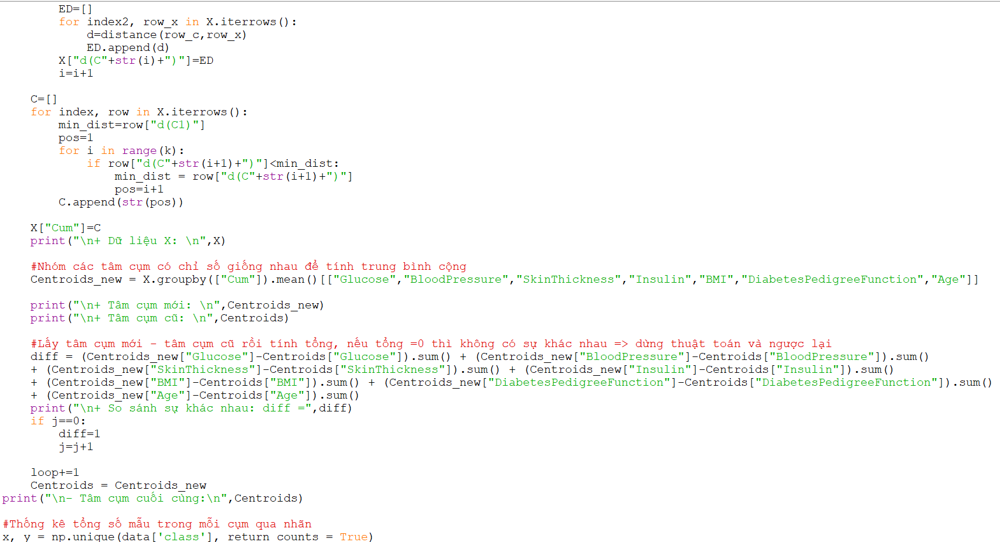 ED=[]
        for index2, row_x in X.iterrows():
            d=distance(row_c,row_x)
            ED.append(d)
        X["d(C"+str(i)+")"]=ED
        i=i+1

    C=[]
    for index, row in X.iterrows():
        min_dist=row["d(C1)"]
        pos=1
        for i in range(k):
            if row["d(C"+str(i+1)+")"]<min_dist:
                min_dist = row["d(C"+str(i+1)+")"]
                pos=i+1
        C.append(str(pos))

    X["Cum"]=C
    print("\n+ Dữ liệu X: \n",X)

    #Nhóm các tâm cụm có chỉ số giống nhau để tính trung bình cộng
    Centroids_new = X.groupby(["Cum"]).mean()[["Glucose","BloodPressure","SkinThickness","Insulin","BMI","DiabetesPedigreeFunction","Age"]]

    print("\n+ Tâm cụm mới: \n",Centroids_new)
    print("\n+ Tâm cụm cũ: \n",Centroids)

    #Lấy tâm cụm mới - tâm cụm cũ rồi tính tổng, nếu tổng =0 thì không có sự khác nhau => dừng thuật toán và ngược lại
    diff = (Centroids_new["Glucose"]-Centroids["Glucose"]).sum() + (Centroids_new["BloodPressure"]-Centroids["BloodPressure"]).sum()
    + (Centroids_new["SkinThickness"]-Centroids["SkinThickness"]).sum() + (Centroids_new["Insulin"]-Centroids["Insulin"]).sum()
    + (Centroids_new["BMI"]-Centroids["BMI"]).sum() + (Centroids_new["DiabetesPedigreeFunction"]-Centroids["DiabetesPedigreeFunction"]).sum()
    + (Centroids_new["Age"]-Centroids["Age"]).sum()
    print("\n+ So sánh sự khác nhau: diff =",diff)
    if j==0:
        diff=1
        j=j+1

    loop+=1
    Centroids = Centroids_new
print("\n- Tâm cụm cuối cùng:\n",Centroids)

#Thống kê tổng số mẫu trong mỗi cụm qua nhãn
x, y = np.unique(data['class'], return_counts = True)